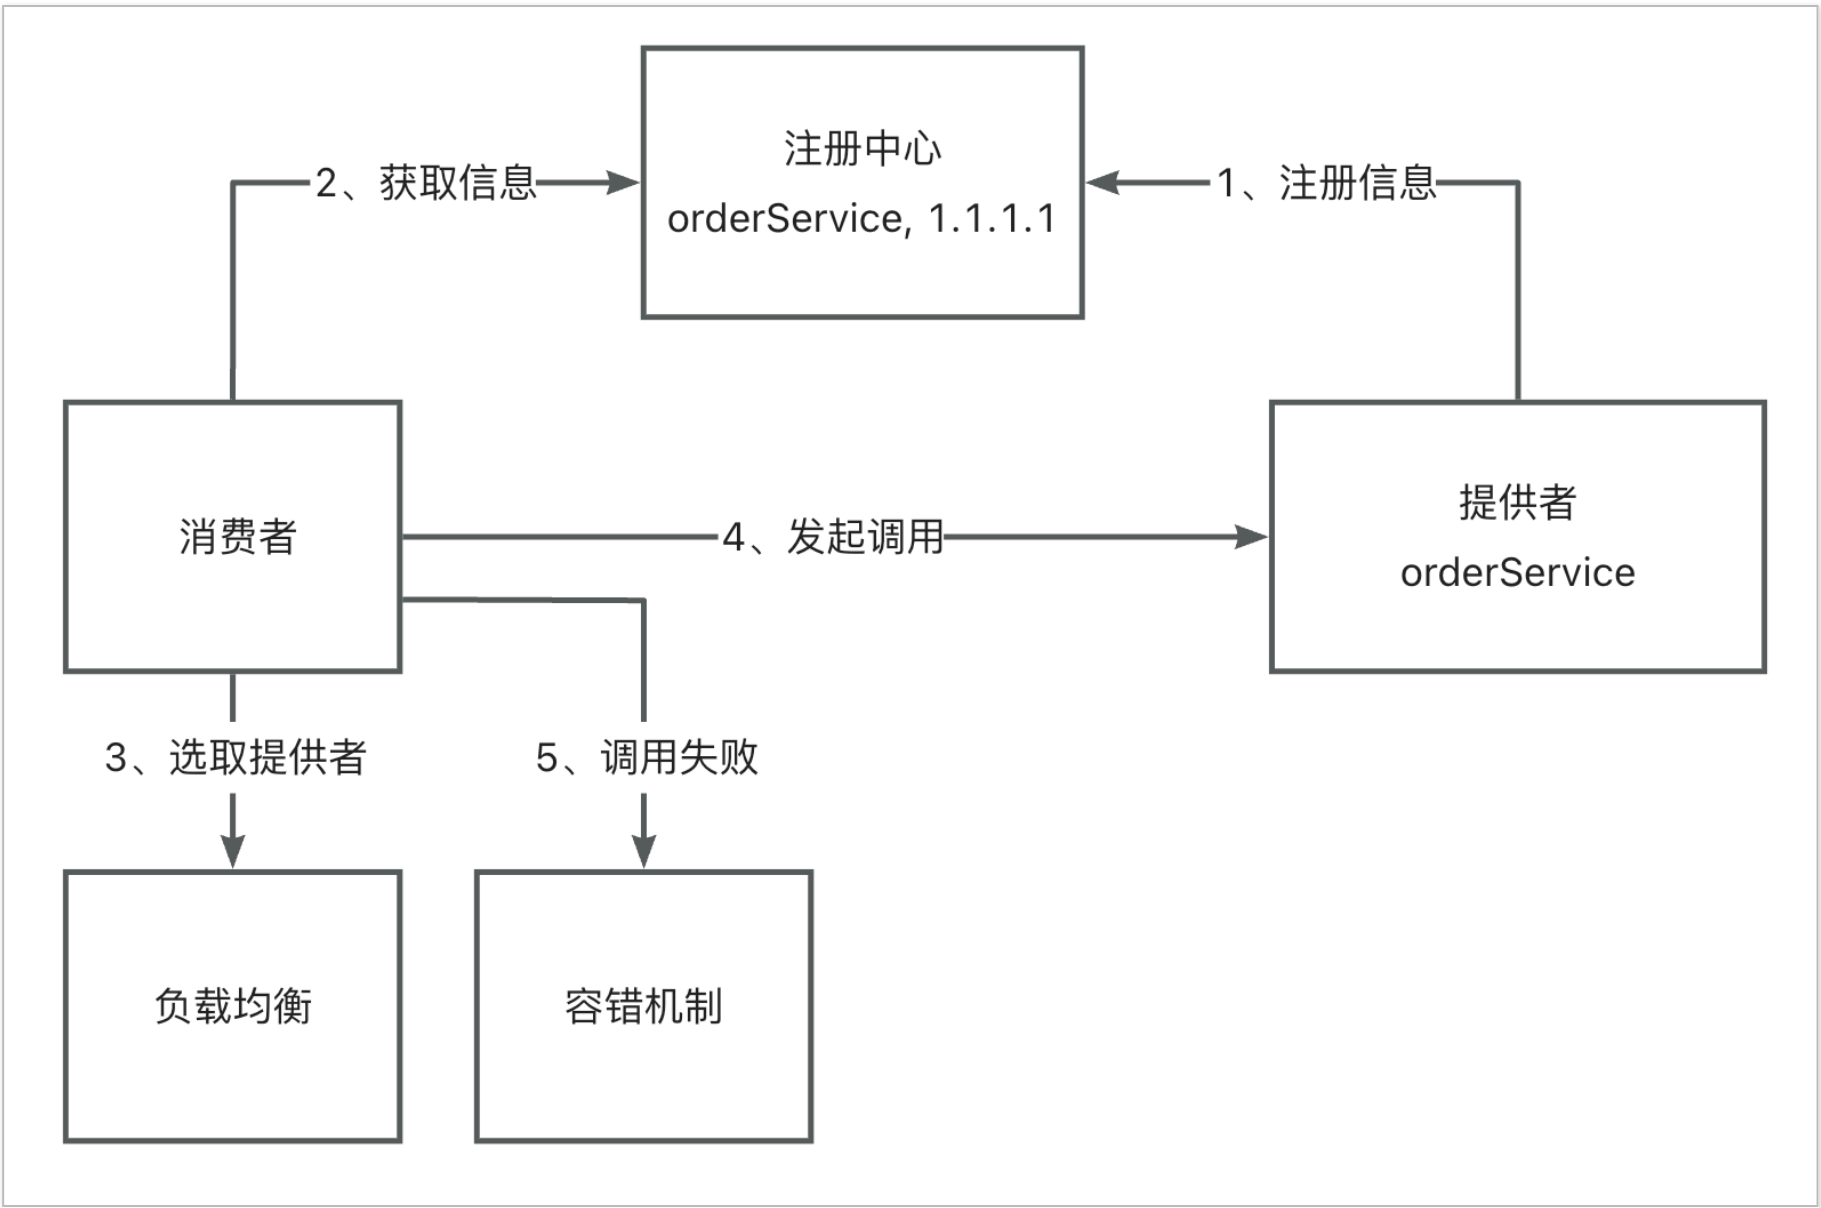 注册中心
orderService, 1.1.1.1
2、获取信息
1、注册信息
消费者
4、发起调用
提供者
orderService
3、选取提供者
5、调用失败
负载均衡
容错机制